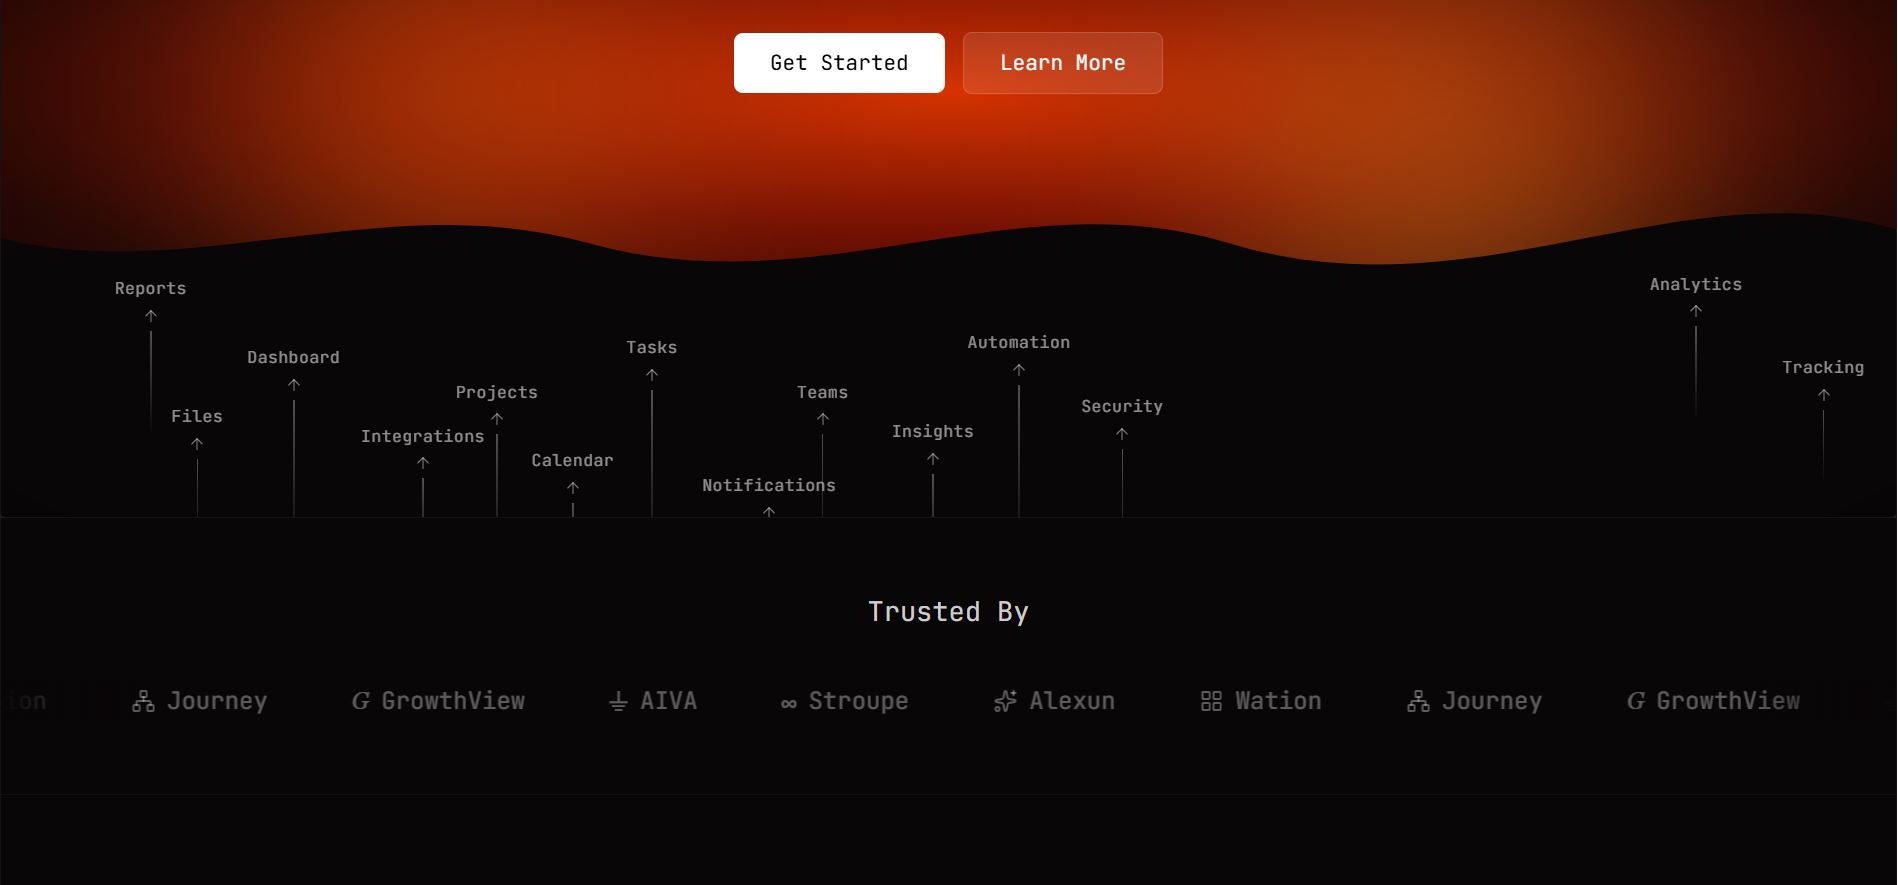 Get Started
Learn More
Analytics
Reports
Automation
Tasks
Dashboard
Tracking
Projects
Teams
Security
Files
Insights
Integrations
Calendar
Notifications
Trusted By
ion Journey G GrowthView AIVA ∞ Stroupe Alexun Wation Journey G GrowthView